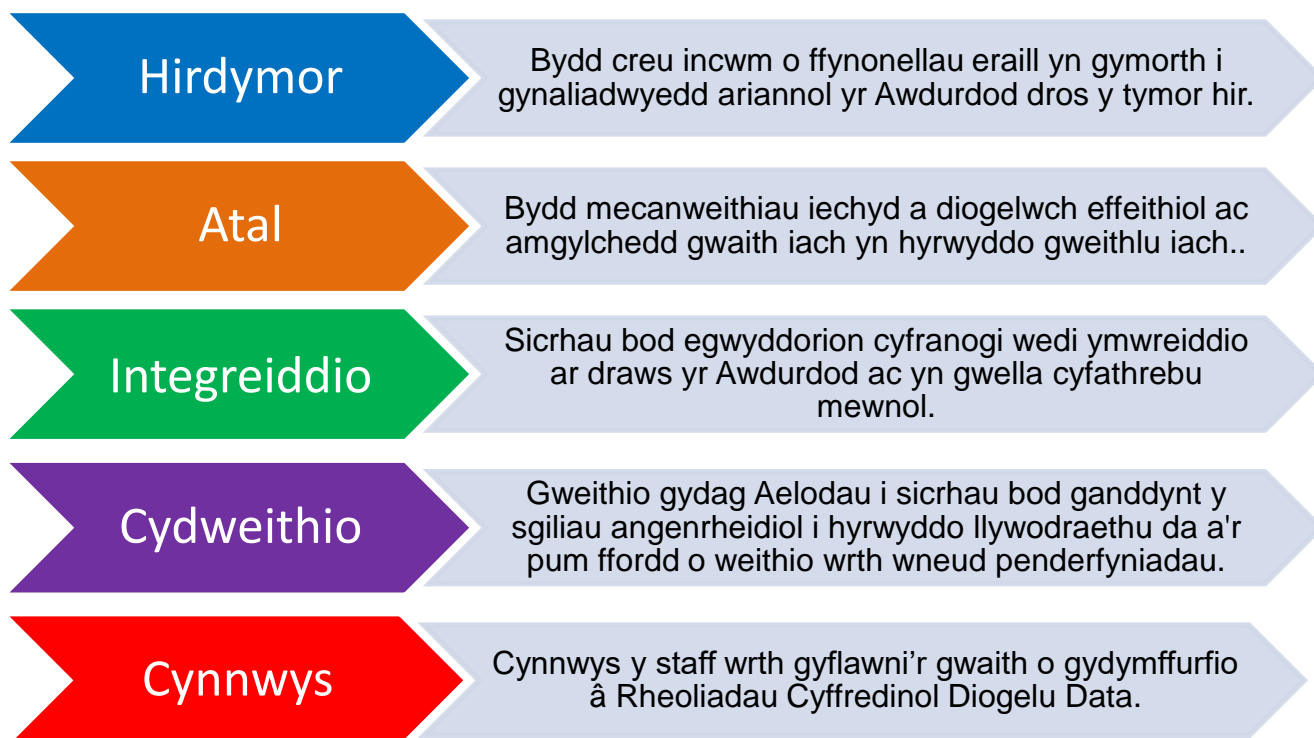 Hirdymor
Bydd creu incwm o ffynonellau eraill yn gymorth i
gynaliadwyedd ariannol yr Awdurdod dros y tymor hir.
Atal
Bydd mecanweithiau iechyd a diogelwch effeithiol ac
amgylchedd gwaith iach yn hyrwyddo gweithlu iach..
Integreiddio
Sicrhau bod egwyddorion cyfranogi wedi ymwreiddio
ar draws yr Awdurdod ac yn gwella cyfathrebu
mewnol.
Cydweithio
Gweithio gydag Aelodau i sicrhau bod ganddynt y
sgiliau angenrheidiol i hyrwyddo llywodraethu da a'r
pum ffordd o weithio wrth wneud penderfyniadau.
Cynnwys
Cynnwys y staff wrth gyflawni’r gwaith o gydymffurfio
â Rheoliadau Cyffredinol Diogelu Data.